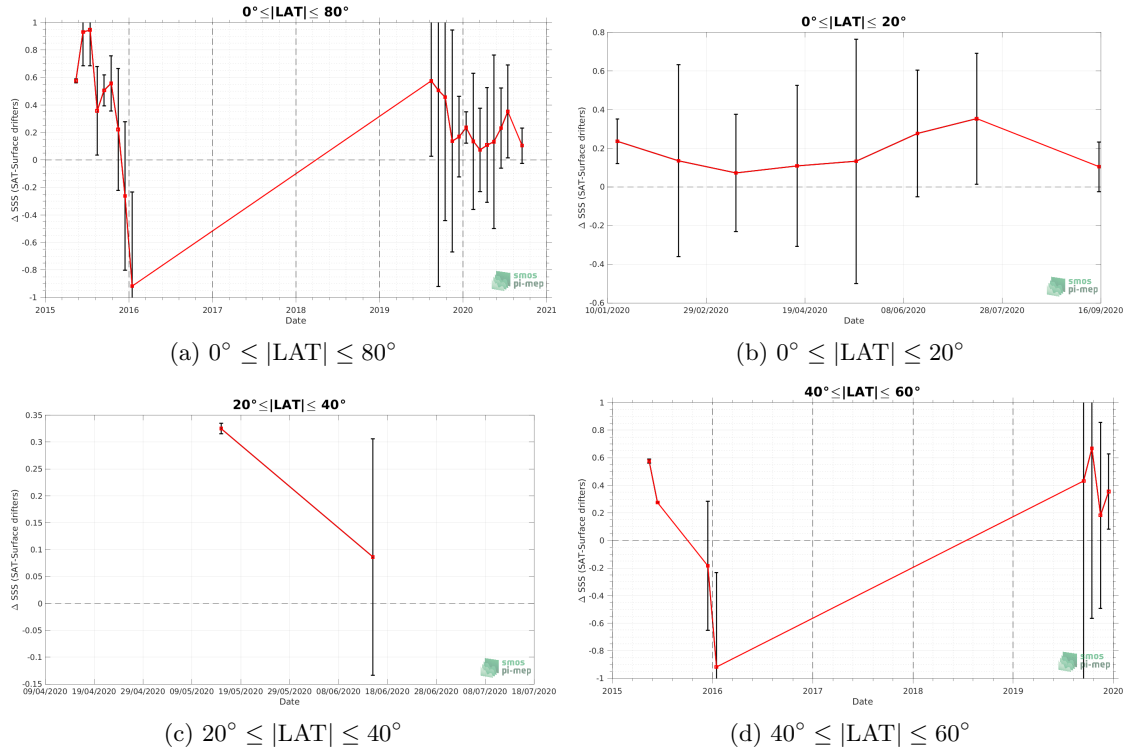 0°≤|LAT|≤ 80°
1
0.8
0.6
0.4
0.2
0
-0.2
-0.4
-0.6
-0.8
-1
Δ SSS (SAT-Surface drifters)
2015 2016 2017 2018 2019 2020 2021
Date
smos
pi-mep
(a) 0° ≤ |LAT| ≤ 80°
0°≤|LAT|≤ 20°
0.8
0.6
0.4
0.2
0
-0.2
-0.4
-0.6
Δ SSS (SAT-Surface drifters)
10/01/2020 29/02/2020 19/04/2020 08/06/2020 28/07/2020 16/09/2020
Date
smos
pi-mep
(b) 0° ≤ |LAT| ≤ 20°
20°≤|LAT|≤ 40°
0.35
0.3
0.25
0.2
0.15
0.1
0.05
0
-0.05
-0.1
-0.15
Δ SSS (SAT-Surface drifters)
09/04/2020 19/04/2020 29/04/2020 09/05/2020 19/05/2020 29/05/2020 08/06/2020 18/06/2020 28/06/2020 08/07/2020 18/07/2020
Date
smos
pi-mep
(c) 20° ≤ |LAT| ≤ 40°
40°≤|LAT|≤ 60°
1
0.8
0.6
0.4
0.2
0
-0.2
-0.4
-0.6
-0.8
-1
Δ SSS (SAT-Surface drifters)
2015 2016 2017 2018 2019 2020
Date
smos
pi-mep
(d) 40° ≤ |LAT| ≤ 60°